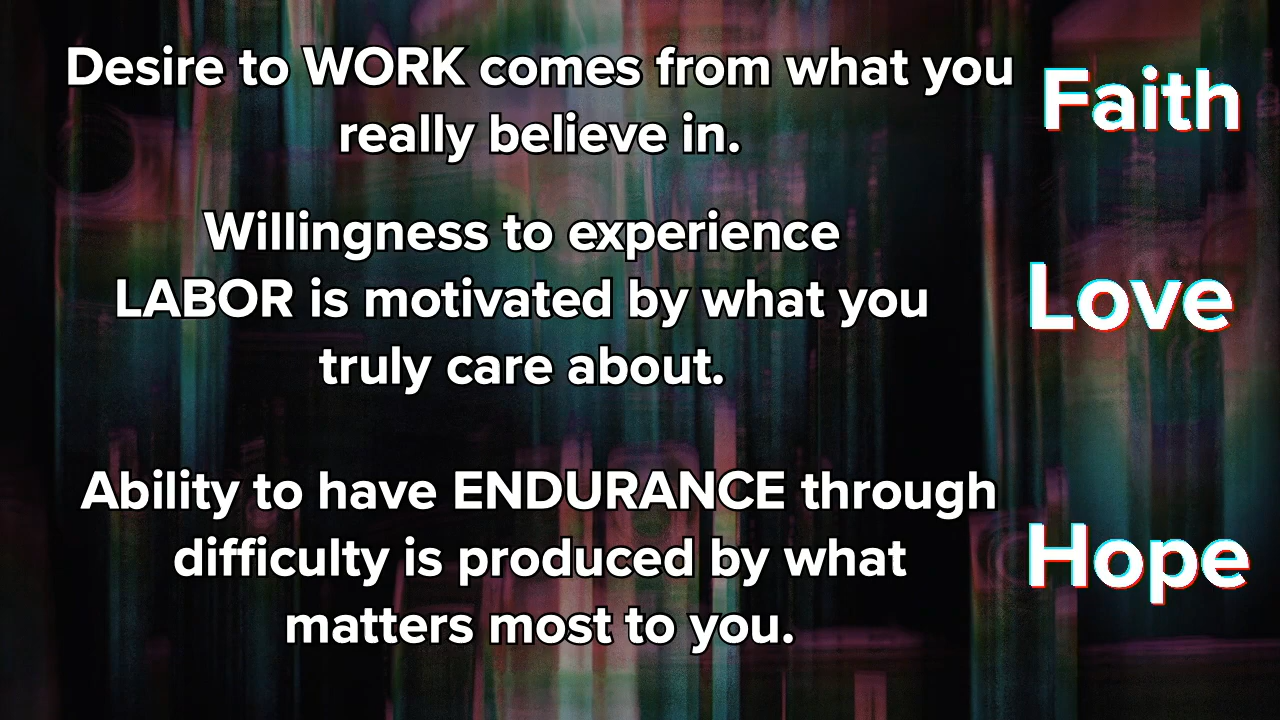 Desire to WORK comes from what you
really believe in.
Faith
Willingness to experience
LABOR is motivated by what you
truly care about.
Love
Ability to have ENDURANCE through
difficulty is produced by what
matters most to you.
Hope